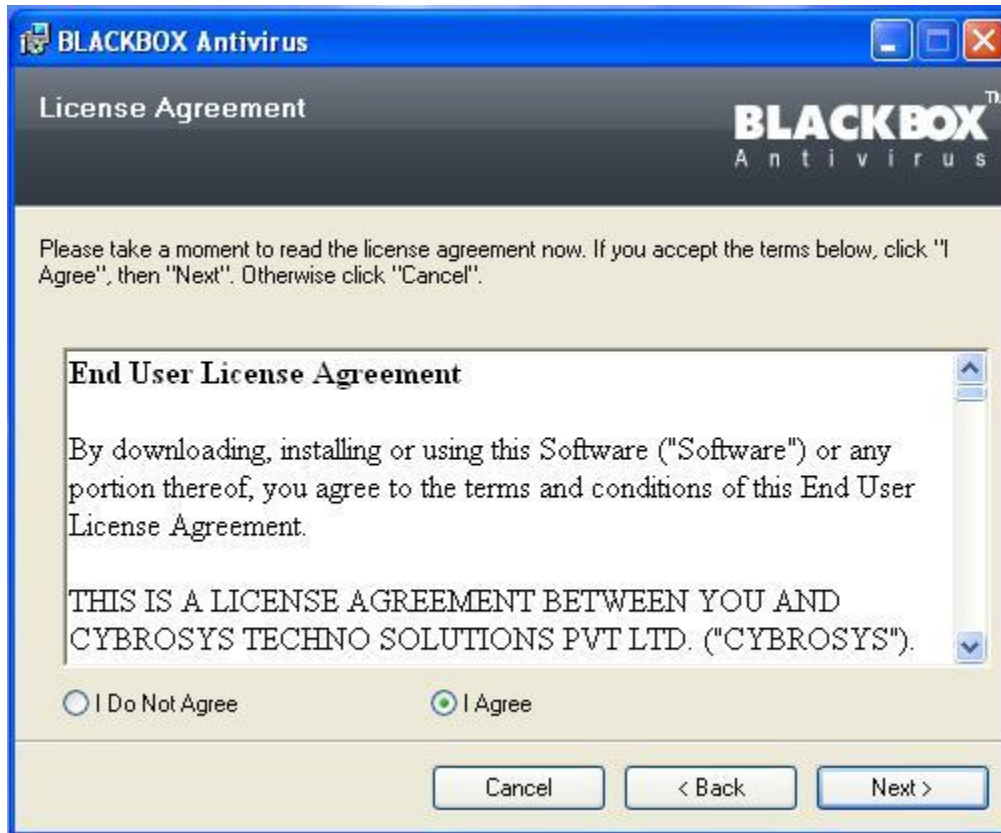 BLACKBOX Antivirus
License Agreement
BLACKBOX
Antivirus
Please take a moment to read the license agreement now. If you accept the terms below, click "I
Agree", then "Next". Otherwise click "Cancel".
End User License Agreement
By downloading, installing or using this Software ("Software") or any
portion thereof, you agree to the terms and conditions of this End User
License Agreement.
THIS IS A LICENSE AGREEMENT BETWEEN YOU AND
CYBROSYS TECHNO SOLUTIONS PVT LTD. ("CYBROSYS").
I Do Not Agree
I Agree
Cancel
< Back
Next >